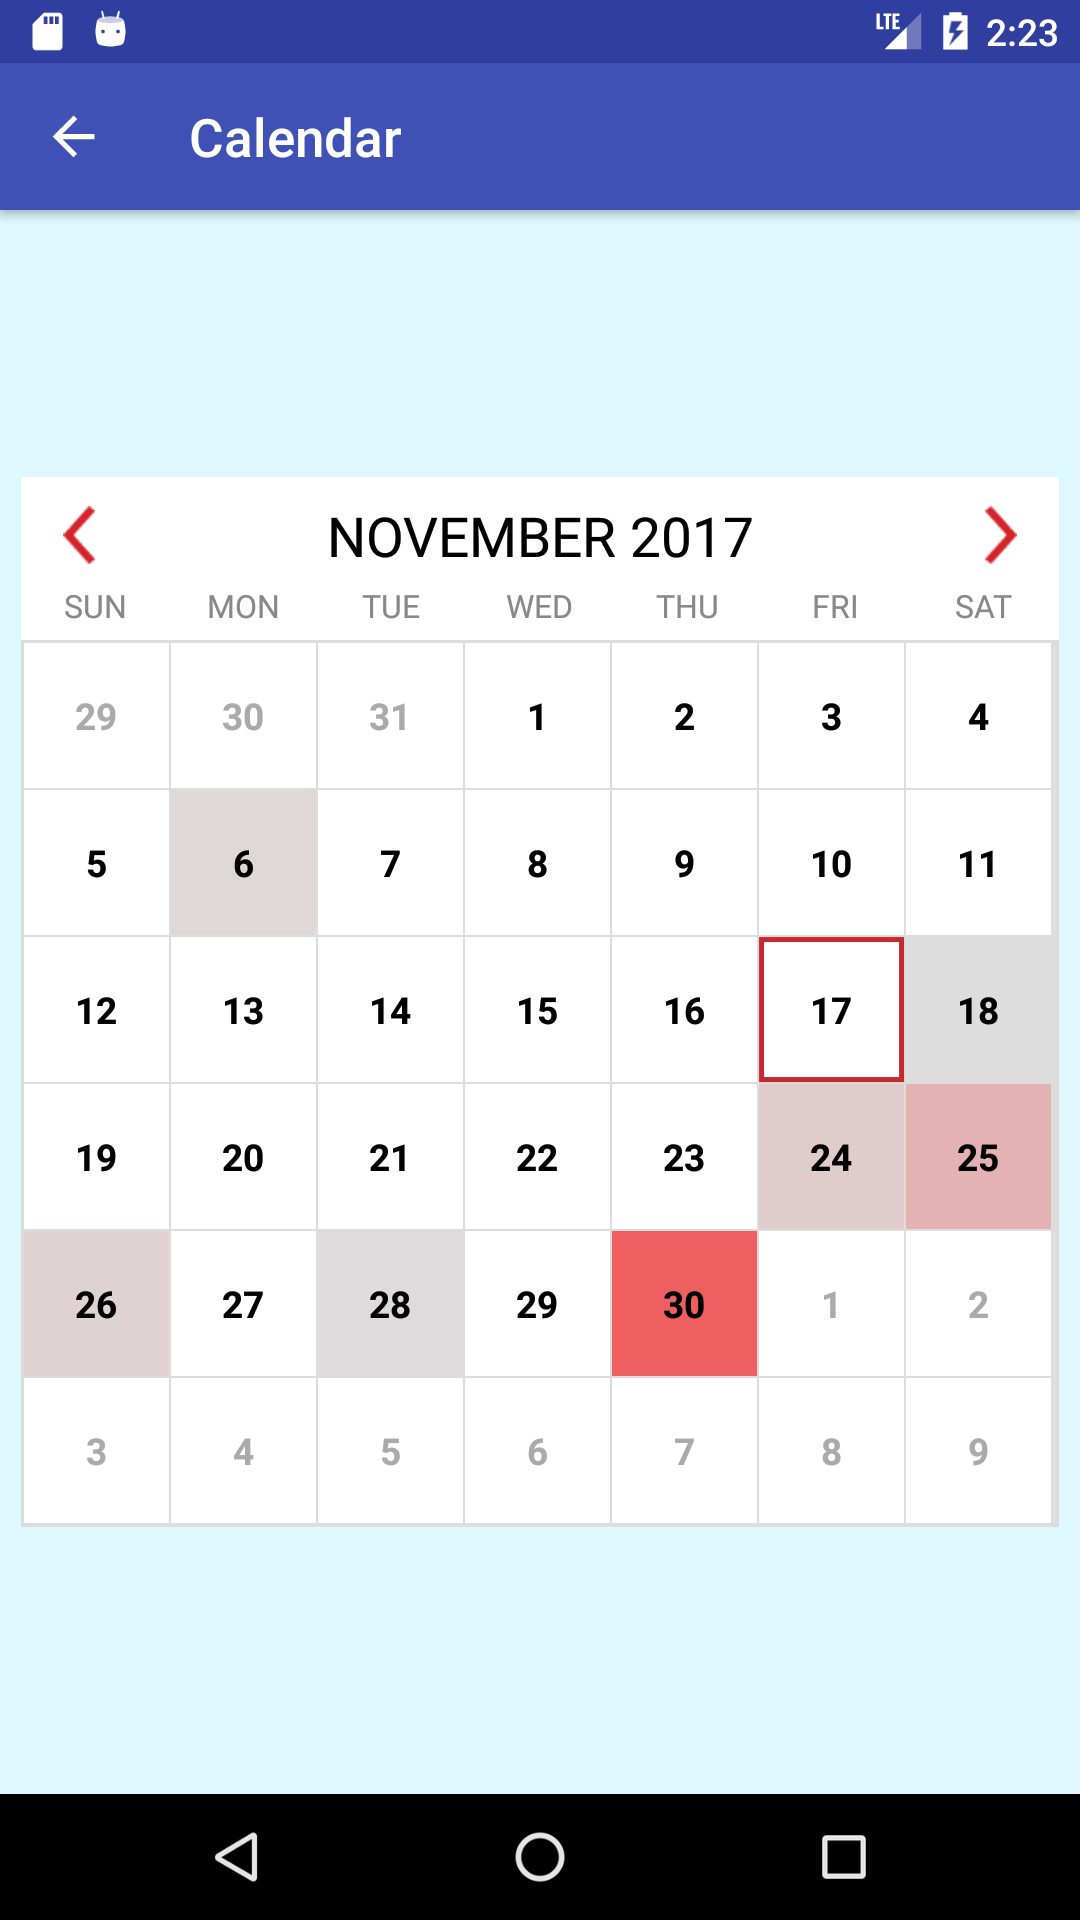 LTE 2:23
Calendar
NOVEMBER 2017
SUN MON TUE WED THU FRI SAT
29 30 31 1 2 3 4
5 6 7 8 9 10 11
12 13 14 15 16 17 18
19 20 21 22 23 24 25
26 27 28 29 30 1 2
3 4 5 6 7 8 9